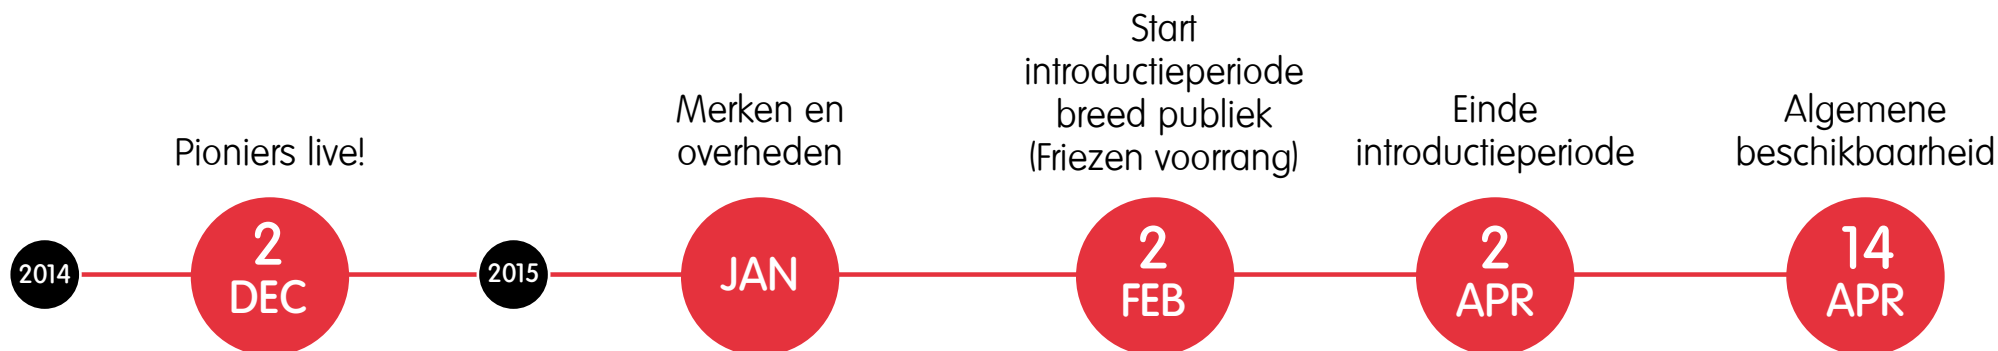 2014
Pioniers live!
2
DEC
2015
Merken en
overheden
JAN
Start
introductieperiode
breed publiek
(Friezen voorrang)
2
FEB
Einde
introductieperiode
2
APR
Algemene
beschikbaarheid
14
APR